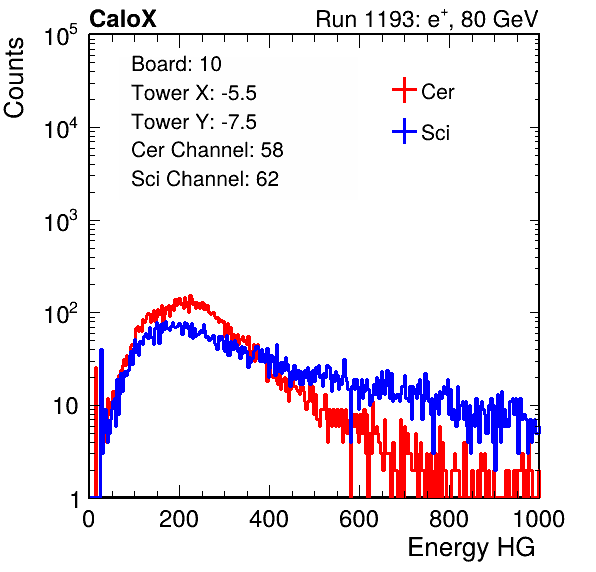 CaloX Run 1193: e+, 80 GeV
Counts
Board: 10
Tower X: -5.5
Tower Y: -7.5
Cer Channel: 58
Sci Channel: 62
Cer
Sci
10^5
10^4
10^3
10^2
10
1
0 200 400 600 800 1000
Energy HG